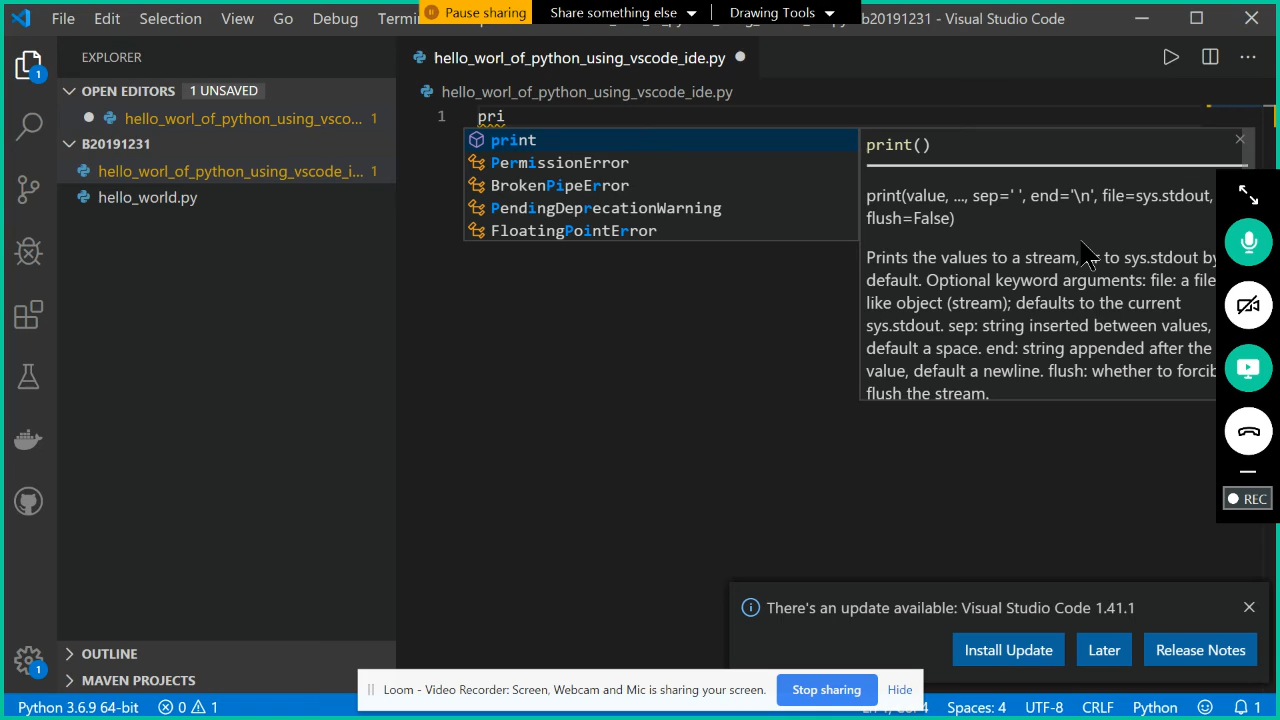 File Edit Selection View Go Debug Termi
Pause sharing Share something else Drawing Tools
b20191231 - Visual Studio Code
EXPLORER
OPEN EDITORS 1 UNSAVED
hello_worl_of_python_using_vsco... 1
B20191231
hello_worl_of_python_using_vscode_i... 1
hello_world.py
hello_worl_of_python_using_vscode_ide.py
hello_worl_of_python_using_vscode_ide.py
1 pri
print
PermissionError
BrokenPipeError
PendingDeprecationWarning
FloatingPointError
print()
print(value, ..., sep=' ', end='\n', file=sys.stdout,
flush=False)
Prints the values to a stream, to sys.stdout by
default. Optional keyword arguments: file: a file
like object (stream); defaults to the current
sys.stdout. sep: string inserted between values,
default a space. end: string appended after the
value, default a newline. flush: whether to forcib
flush the stream.
REC
There's an update available: Visual Studio Code 1.41.1
Install Update Later Release Notes
OUTLINE
MAVEN PROJECTS
Loom - Video Recorder: Screen, Webcam and Mic is sharing your screen. Stop sharing Hide
1 1 Python 3.6.9 64-bit 0 1 Spaces: 4 UTF-8 CRLF Python 1